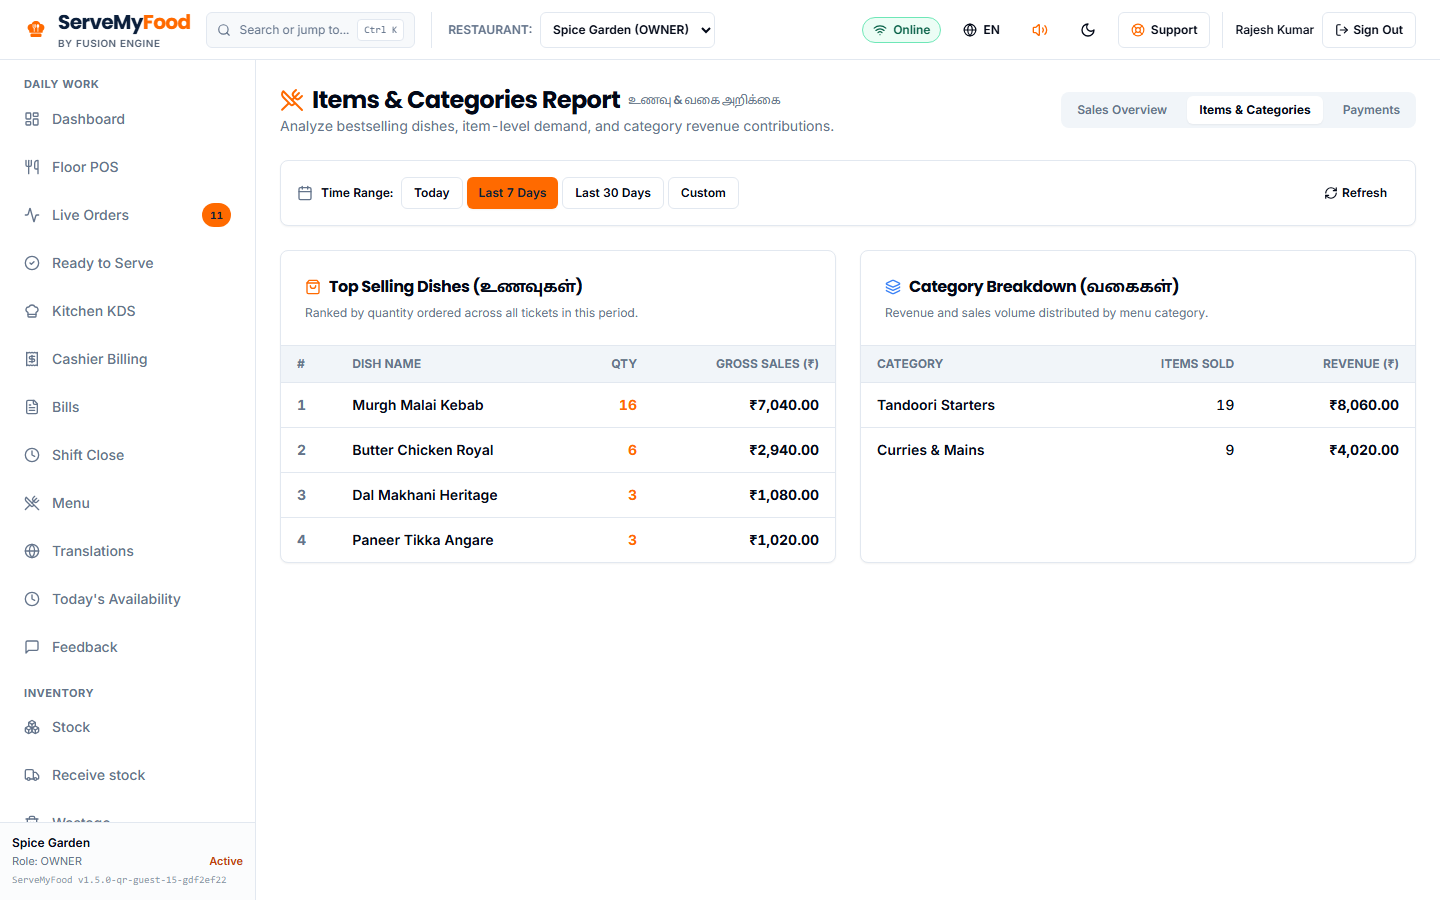 ServeMyFood
BY FUSION ENGINE
Search or jump to... Ctrl K
RESTAURANT: Spice Garden (OWNER)
Online
EN
Support
Rajesh Kumar
Sign Out
DAILY WORK
Dashboard
Floor POS
Live Orders 11
Ready to Serve
Kitchen KDS
Cashier Billing
Bills
Shift Close
Menu
Translations
Today's Availability
Feedback
INVENTORY
Stock
Receive stock
Wastage
Spice Garden
Role: OWNER Active
ServeMyFood v1.5.0-qr-guest-15-gdf2ef22
Items & Categories Report உணவு & வகை அறிக்கை
Analyze bestselling dishes, item-level demand, and category revenue contributions.
Sales Overview Items & Categories Payments
Time Range: Today Last 7 Days Last 30 Days Custom Refresh
Top Selling Dishes (உணவுகள்)
Ranked by quantity ordered across all tickets in this period.
# DISH NAME QTY GROSS SALES (₹)
1 Murgh Malai Kebab 16 ₹7,040.00
2 Butter Chicken Royal 6 ₹2,940.00
3 Dal Makhani Heritage 3 ₹1,080.00
4 Paneer Tikka Angare 3 ₹1,020.00
Category Breakdown (வகைகள்)
Revenue and sales volume distributed by menu category.
CATEGORY ITEMS SOLD REVENUE (₹)
Tandoori Starters 19 ₹8,060.00
Curries & Mains 9 ₹4,020.00